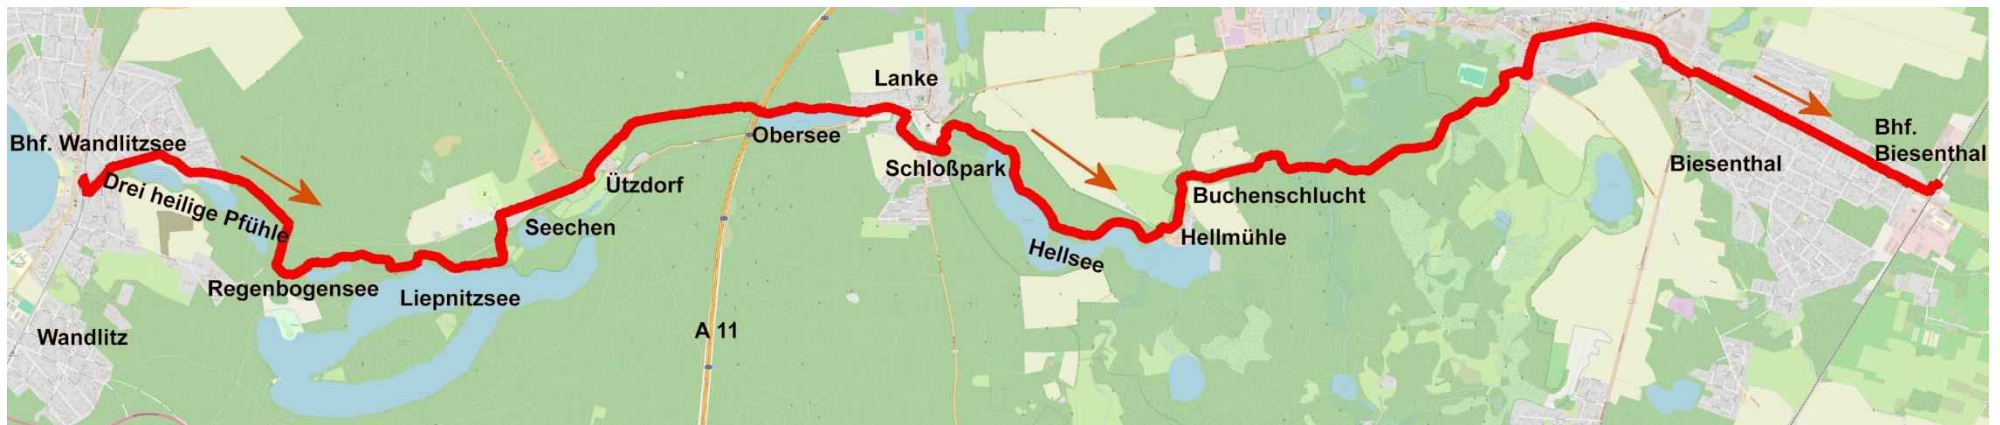 Bhf. Wandlitzsee
Drei heilige Pfühle
Regenbogensee
Liepnitzsee
Wandlitz
Seechen
Ützdorf
A 11
Obersee
Lanke
Schloßpark
Hellsee
Hellmühle
Buchenschlucht
Biesenthal
Bhf.
Biesenthal